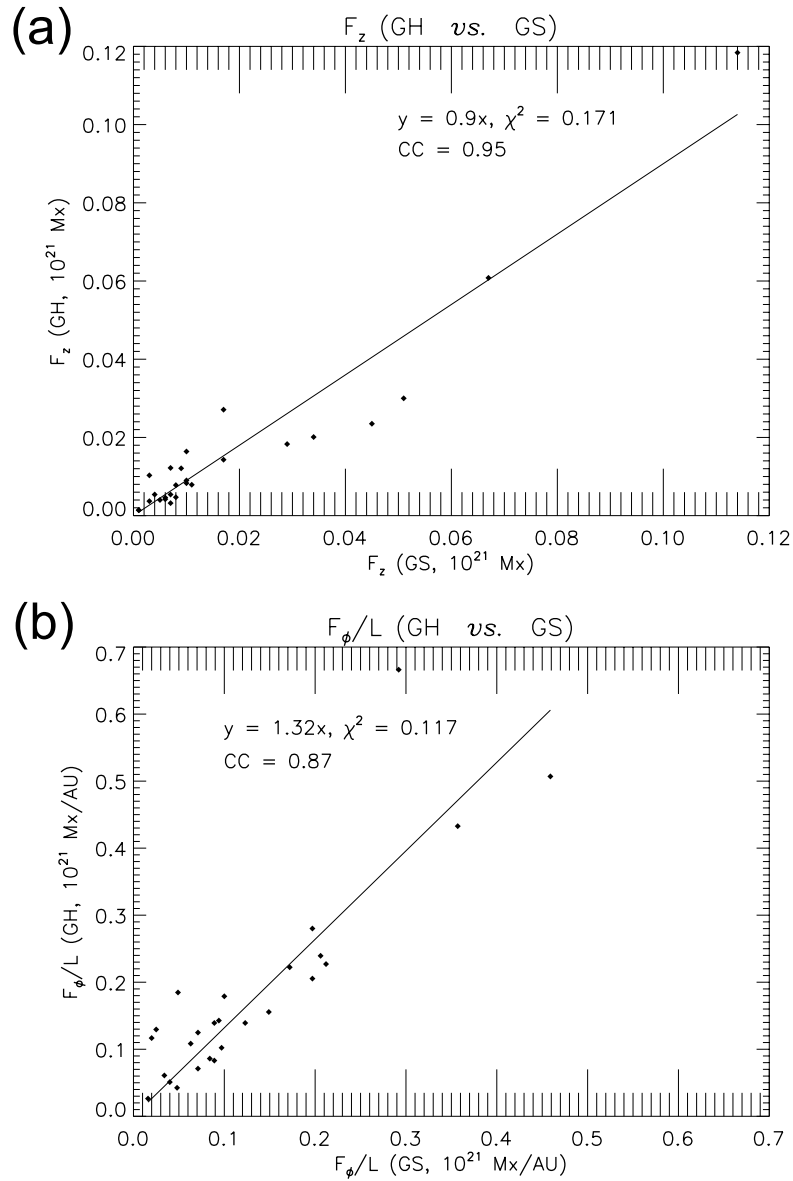 (a)
F_z (GH vs. GS)
0.12
0.10
0.08
0.06
0.04
0.02
0.00
F_z (GH, 10^21 Mx)
y = 0.9x, χ² = 0.171
CC = 0.95
0.00 0.02 0.04 0.06 0.08 0.10 0.12
F_z (GS, 10^21 Mx)
(b)
F_ϕ/L (GH vs. GS)
0.7
0.6
0.5
0.4
0.3
0.2
0.1
0.0
F_ϕ/L (GH, 10^21 Mx/AU)
y = 1.32x, χ² = 0.117
CC = 0.87
0.0 0.1 0.2 0.3 0.4 0.5 0.6 0.7
F_ϕ/L (GS, 10^21 Mx/AU)